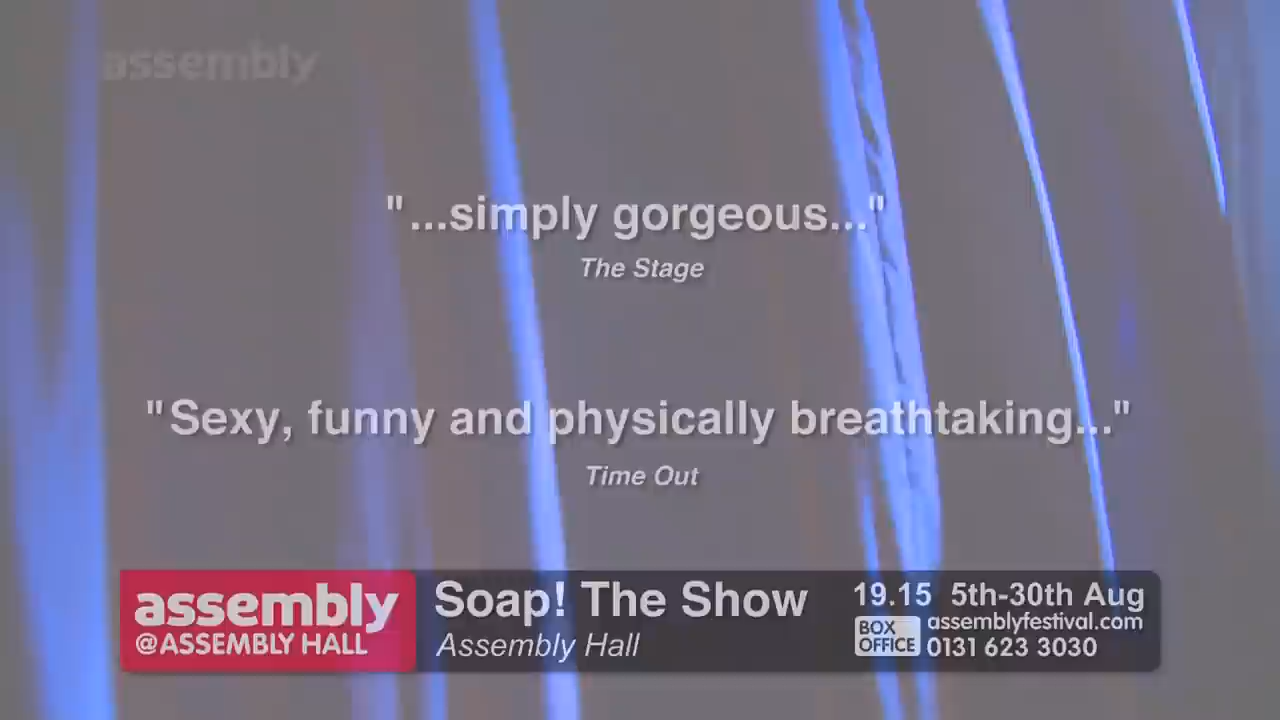 assembly
"...simply gorgeous..."
The Stage
"Sexy, funny and physically breathtaking..."
Time Out
assembly
@ASSEMBLY HALL
Soap! The Show
Assembly Hall
19.15 5th-30th Aug
BOX OFFICE
assemblyfestival.com
0131 623 3030